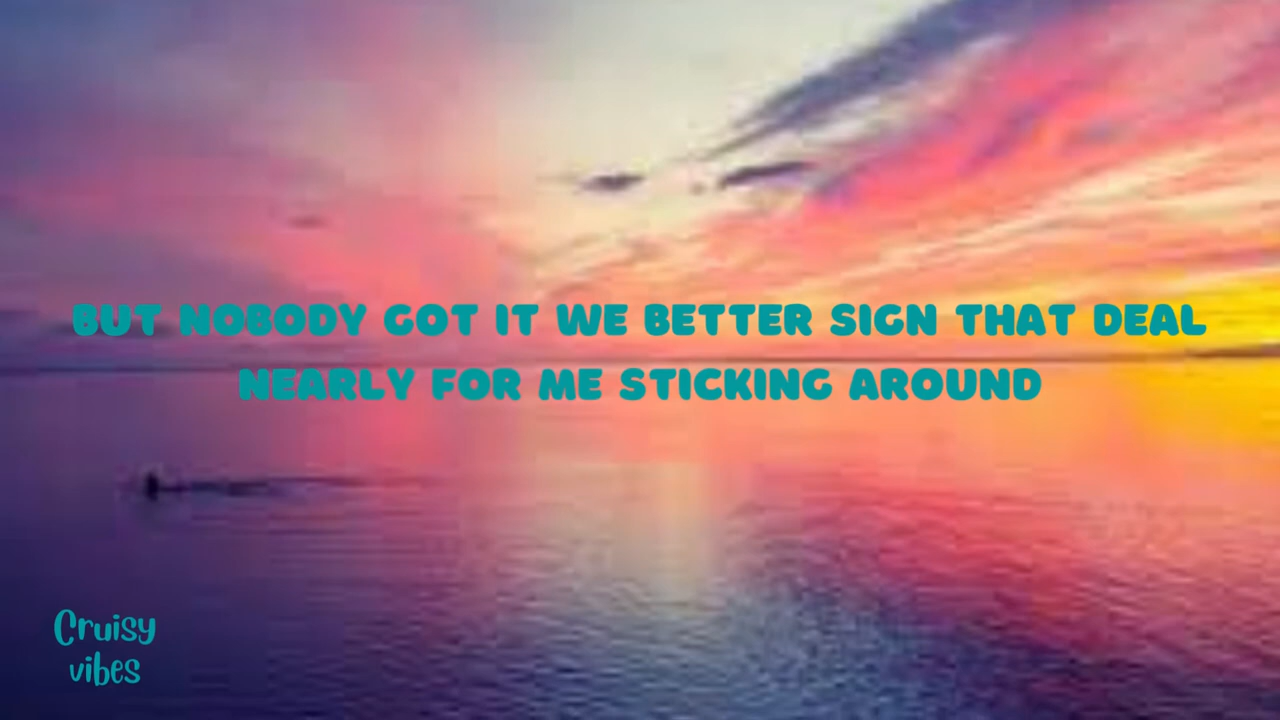 BUT NOBODY GOT IT WE BETTER SIGN THAT DEAL
NEARLY FOR ME STICKING AROUND
Cruisy
vibes